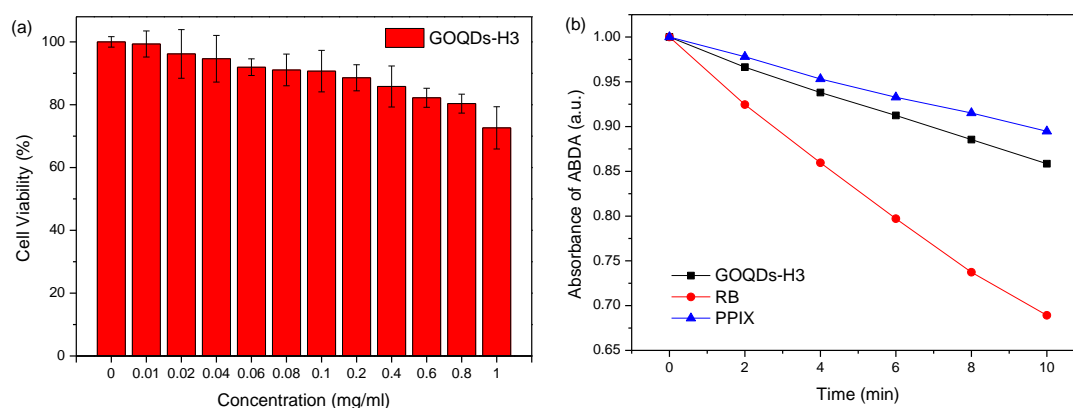 (a)
GOQDs-H3
Cell Viability (%)
100
80
60
40
20
0
0 0.01 0.02 0.04 0.06 0.08 0.1 0.2 0.4 0.6 0.8 1
Concentration (mg/ml)
(b)
Absorbance of ABDA (a.u.)
1.00
0.95
0.90
0.85
0.80
0.75
0.70
0.65
GOQDs-H3
RB
PPIX
0 2 4 6 8 10
Time (min)